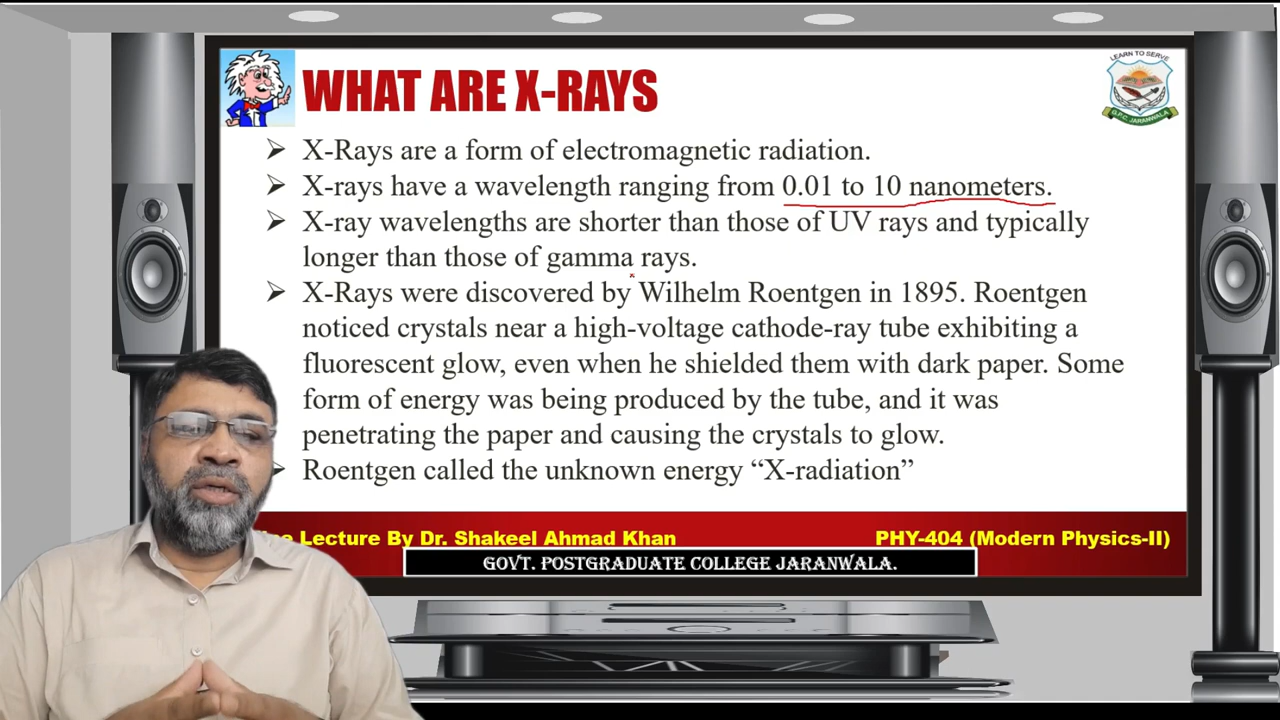 WHAT ARE X-RAYS
LEARN TO SERVE
G.P.C. JARANWALA
➢ X-Rays are a form of electromagnetic radiation.
➢ X-rays have a wavelength ranging from 0.01 to 10 nanometers.
➢ X-ray wavelengths are shorter than those of UV rays and typically
longer than those of gamma rays.
➢ X-Rays were discovered by Wilhelm Roentgen in 1895. Roentgen
noticed crystals near a high-voltage cathode-ray tube exhibiting a
fluorescent glow, even when he shielded them with dark paper. Some
form of energy was being produced by the tube, and it was
penetrating the paper and causing the crystals to glow.
➢ Roentgen called the unknown energy “X-radiation”
Lecture By Dr. Shakeel Ahmad Khan
PHY-404 (Modern Physics-II)
GOVT. POSTGRADUATE COLLEGE JARANWALA.